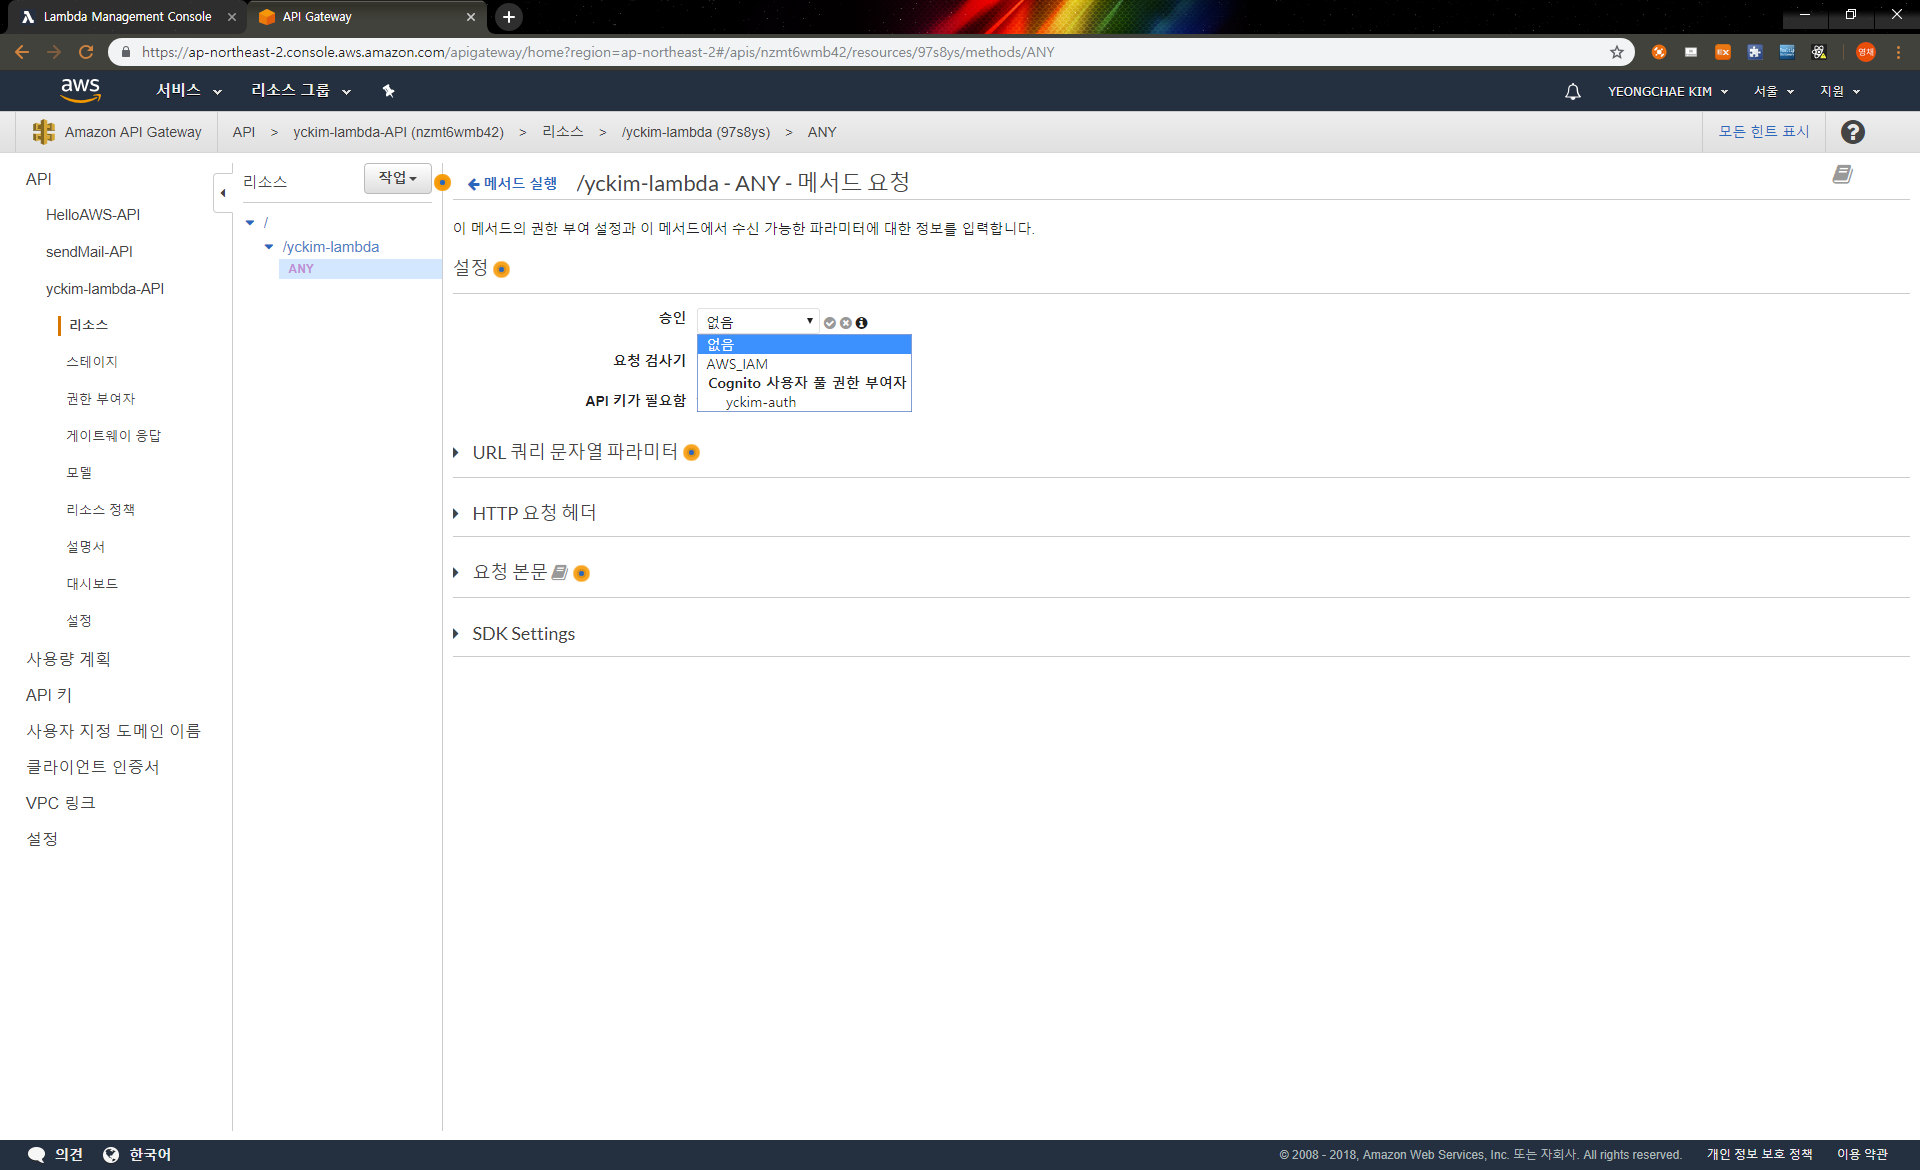 Lambda Management Console
API Gateway
https://ap-northeast-2.console.aws.amazon.com/apigateway/home?region=ap-northeast-2#/apis/nzmt6wmb42/resources/97s8ys/methods/ANY
EX
영채
aws
서비스
리소스 그룹
YEONGCHAE KIM
서울
지원
Amazon API Gateway
API > yckim-lambda-API (nzmt6wmb42) > 리소스 > /yckim-lambda (97s8ys) > ANY
모든 힌트 표시
?
API
HelloAWS-API
sendMail-API
yckim-lambda-API
리소스
스테이지
권한 부여자
게이트웨이 응답
모델
리소스 정책
설명서
대시보드
설정
사용량 계획
API 키
사용자 지정 도메인 이름
클라이언트 인증서
VPC 링크
설정
리소스
작업
/
/yckim-lambda
ANY
메서드 실행
/yckim-lambda - ANY - 메서드 요청
이 메서드의 권한 부여 설정과 이 메서드에서 수신 가능한 파라미터에 대한 정보를 입력합니다.
설정
승인
없음
없음
요청 검사기
AWS_IAM
Cognito 사용자 풀 권한 부여자
API 키가 필요함
yckim-auth
URL 쿼리 문자열 파라미터
HTTP 요청 헤더
요청 본문
SDK Settings
의견
한국어
© 2008 - 2018, Amazon Web Services, Inc. 또는 자회사. All rights reserved.
개인 정보 보호 정책
이용 약관